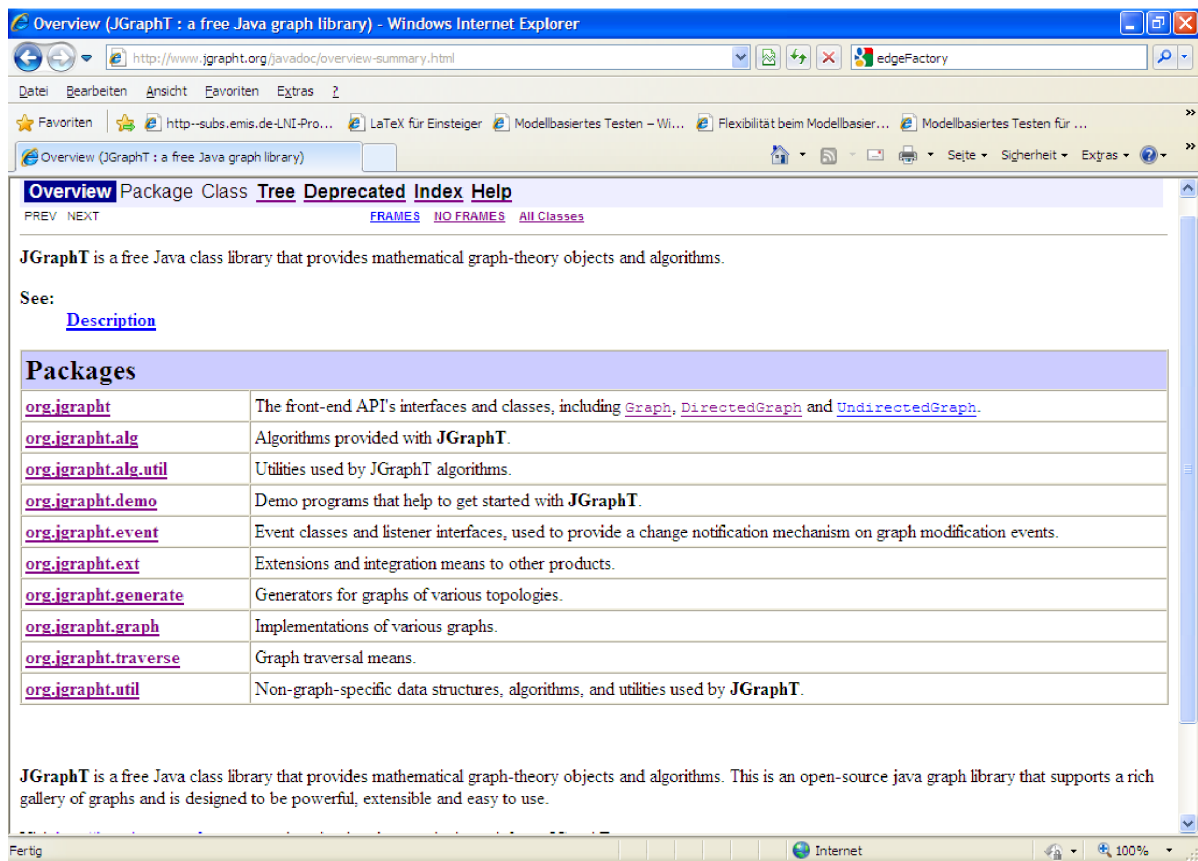 Overview (JGraphT : a free Java graph library) - Windows Internet Explorer
http://www.jgrapht.org/javadoc/overview-summary.html edgeFactory
Datei Bearbeiten Ansicht Favoriten Extras ?
Favoriten http--subs.emis.de-LNI-Pro... LaTeX für Einsteiger Modellbasiertes Testen – Wi... Flexibilität beim Modellbasier... Modellbasiertes Testen für ... »
Overview (JGraphT : a free Java graph library) Seite Sicherheit Extras »
Overview Package Class Tree Deprecated Index Help
PREV NEXT FRAMES NO FRAMES All Classes
JGraphT is a free Java class library that provides mathematical graph-theory objects and algorithms.
See:
Description
Packages
org.jgrapht The front-end API's interfaces and classes, including Graph, DirectedGraph and UndirectedGraph.
org.jgrapht.alg Algorithms provided with JGraphT.
org.jgrapht.alg.util Utilities used by JGraphT algorithms.
org.jgrapht.demo Demo programs that help to get started with JGraphT.
org.jgrapht.event Event classes and listener interfaces, used to provide a change notification mechanism on graph modification events.
org.jgrapht.ext Extensions and integration means to other products.
org.jgrapht.generate Generators for graphs of various topologies.
org.jgrapht.graph Implementations of various graphs.
org.jgrapht.traverse Graph traversal means.
org.jgrapht.util Non-graph-specific data structures, algorithms, and utilities used by JGraphT.
JGraphT is a free Java class library that provides mathematical graph-theory objects and algorithms. This is an open-source java graph library that supports a rich
gallery of graphs and is designed to be powerful, extensible and easy to use.
Fertig Internet 100%